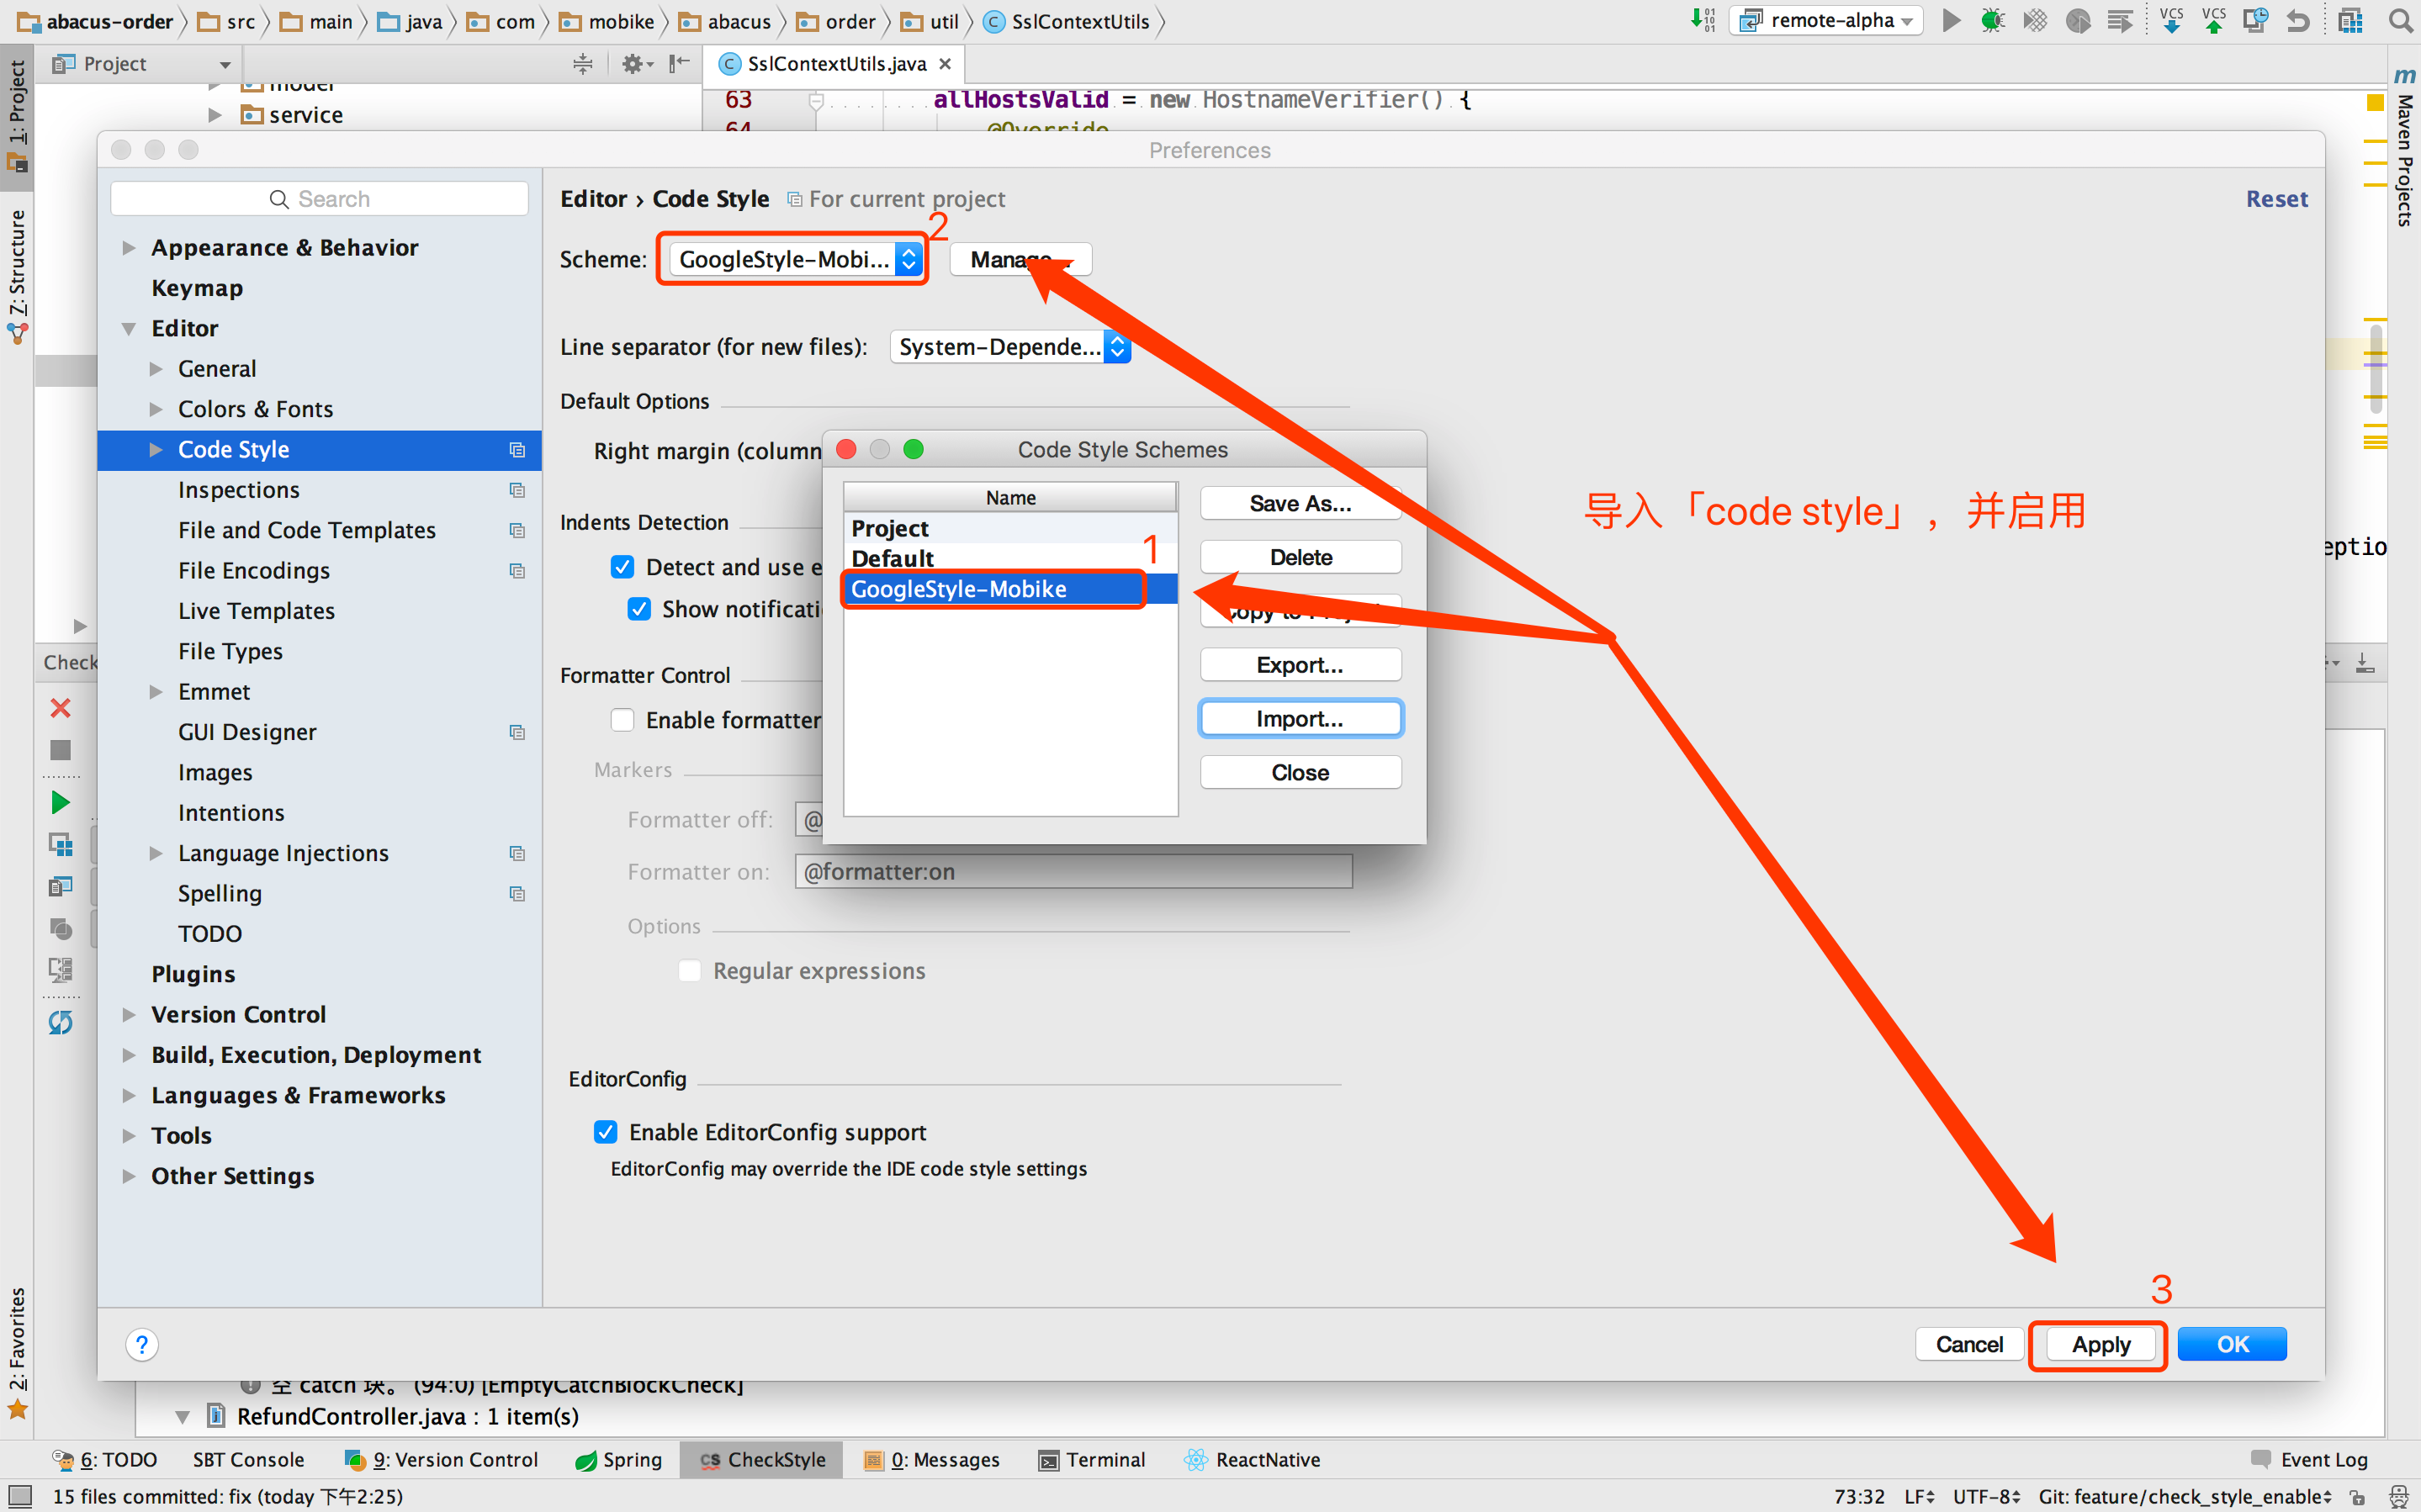 abacus-order src main java com mobike abacus order util SslContextUtils
remote-alpha VCS VCS
Project SslContextUtils.java
63 allHostsValid = new HostnameVerifier() {
service
64 @Override
Preferences
1: Project
7: Structure
2: Favorites
Maven Projects
Search
Appearance & Behavior
Keymap
Editor
General
Colors & Fonts
Code Style
Inspections
File and Code Templates
File Encodings
Live Templates
File Types
Emmet
GUI Designer
Images
Intentions
Language Injections
Spelling
TODO
Plugins
Version Control
Build, Execution, Deployment
Languages & Frameworks
Tools
Other Settings
Editor › Code Style For current project Reset
2
Scheme: GoogleStyle-Mobi... Manage...
Line separator (for new files): System-Depende...
Default Options
Right margin (column
Indents Detection
Detect and use e
Show notificati
Formatter Control
Enable formatter
Markers
Formatter off: @
Formatter on: @formatter:on
Options
Regular expressions
EditorConfig
Enable EditorConfig support
EditorConfig may override the IDE code style settings
Code Style Schemes
Name
Project
Default
GoogleStyle-Mobike
1
Save As...
Delete
Export...
Import...
Close
导入「code style」，并启用
eptio
Check
3
? Cancel Apply OK
空 catch 块。 (94:0) [EmptyCatchBlockCheck]
RefundController.java : 1 item(s)
6: TODO SBT Console 9: Version Control Spring CheckStyle 0: Messages Terminal ReactNative Event Log
15 files committed: fix (today 下午2:25) 73:32 LF UTF-8 Git: feature/check_style_enable